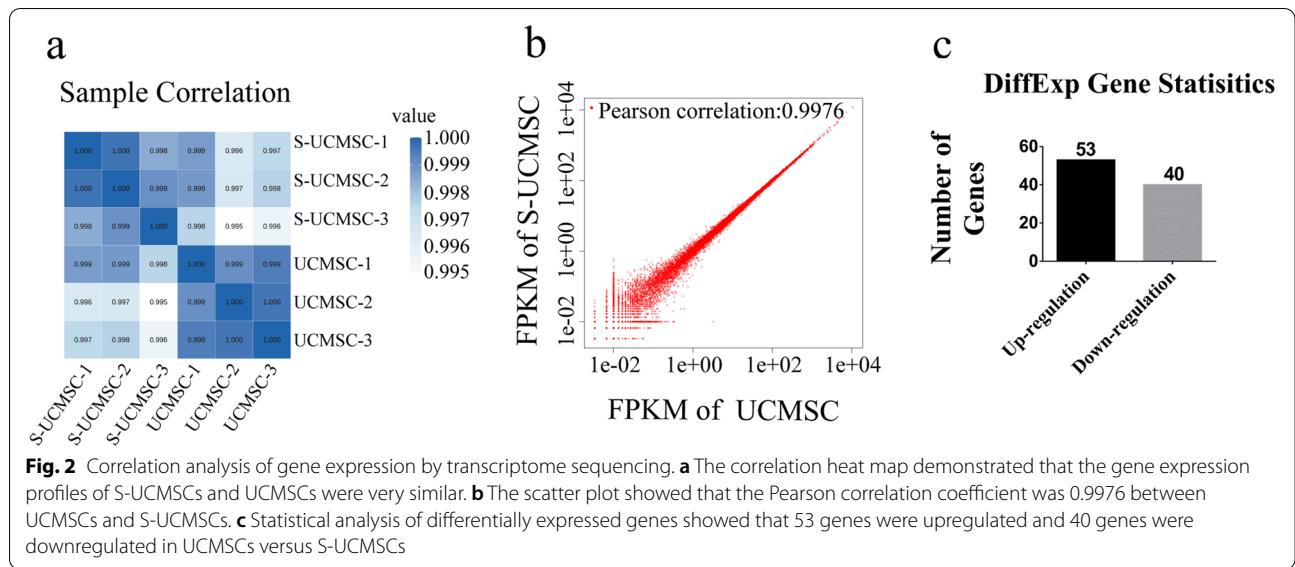 a
Sample Correlation
value
1.000
0.999
0.998
0.997
0.996
0.995
1.000 1.000 0.998 0.999 0.996 0.997 S-UCMSC-1
1.000 1.000 0.999 0.999 0.997 0.998 S-UCMSC-2
0.998 0.999 1.000 0.998 0.995 0.996 S-UCMSC-3
0.999 0.999 0.998 1.000 0.999 0.999 UCMSC-1
0.996 0.997 0.995 0.999 1.000 1.000 UCMSC-2
0.997 0.998 0.996 0.999 1.000 1.000 UCMSC-3
S-UCMSC-1 S-UCMSC-2 S-UCMSC-3 UCMSC-1 UCMSC-2 UCMSC-3
b
Pearson correlation:0.9976
FPKM of S-UCMSC
1e+04
1e+02
1e+00
1e-02
1e-02 1e+00 1e+02 1e+04
FPKM of UCMSC
c
DiffExp Gene Statisitics
Number of
Genes
60
40
20
0
53
40
Up-regulation
Down-regulation
Fig. 2 Correlation analysis of gene expression by transcriptome sequencing. a The correlation heat map demonstrated that the gene expression
profiles of S-UCMSCs and UCMSCs were very similar. b The scatter plot showed that the Pearson correlation coefficient was 0.9976 between
UCMSCs and S-UCMSCs. c Statistical analysis of differentially expressed genes showed that 53 genes were upregulated and 40 genes were
downregulated in UCMSCs versus S-UCMSCs